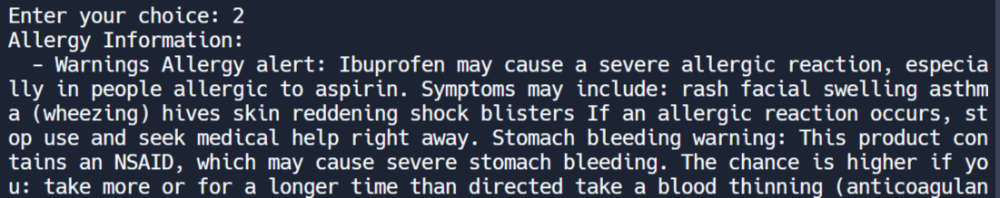 Enter your choice: 2
Allergy Information:
  - Warnings Allergy alert: Ibuprofen may cause a severe allergic reaction, especia
lly in people allergic to aspirin. Symptoms may include: rash facial swelling asthm
a (wheezing) hives skin reddening shock blisters If an allergic reaction occurs, st
op use and seek medical help right away. Stomach bleeding warning: This product con
tains an NSAID, which may cause severe stomach bleeding. The chance is higher if yo
u: take more or for a longer time than directed take a blood thinning (anticoagulan